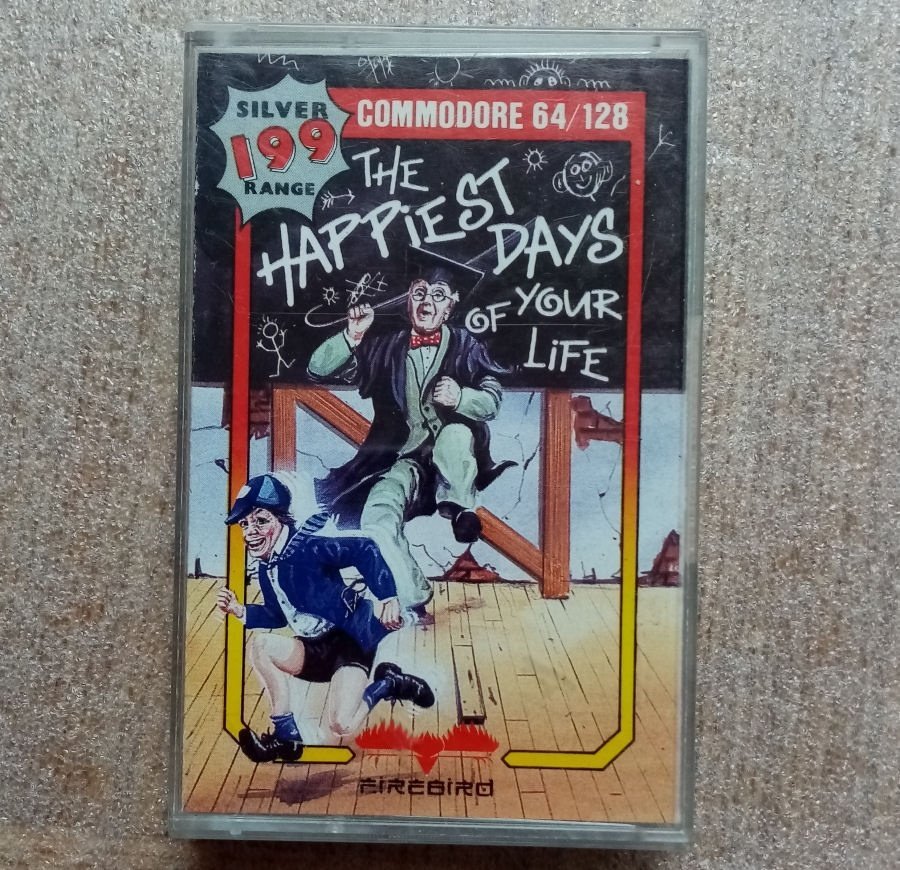 SILVER
199
RANGE
COMMODORE 64/128
THE
HAPPiEST
DAYS
OF YOUR
LiFE
FIREBIRD